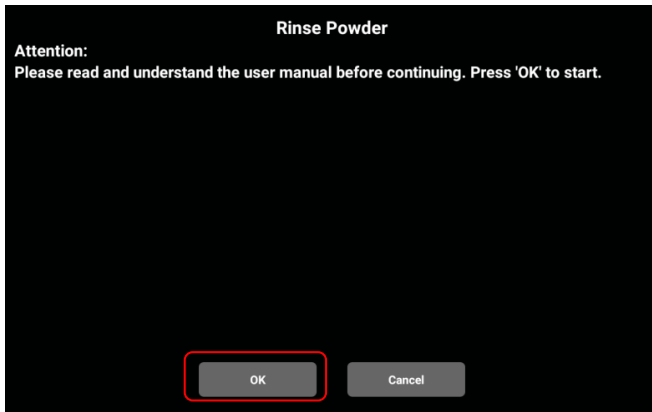 Rinse Powder
Attention:
Please read and understand the user manual before continuing. Press 'OK' to start.
OK
Cancel